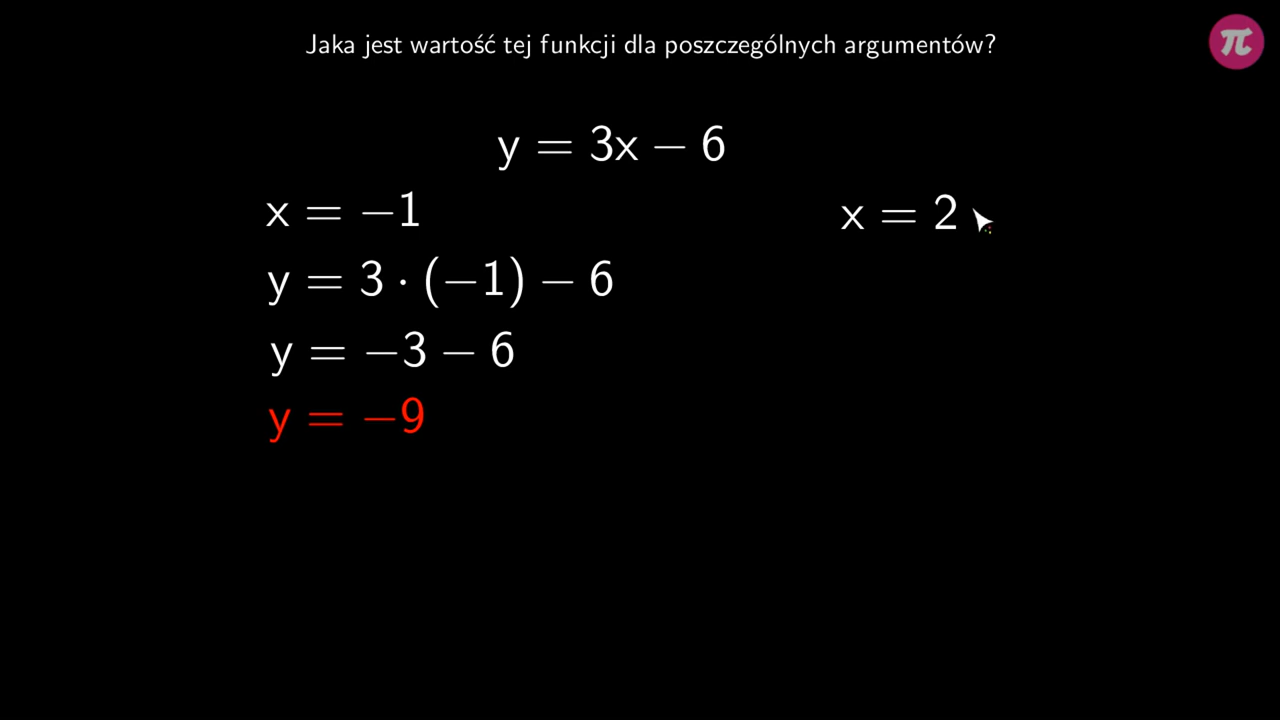 Jaka jest wartość tej funkcji dla poszczególnych argumentów?
π
y = 3x − 6
x = −1
x = 2
y = 3 · (−1) − 6
y = −3 − 6
y = −9